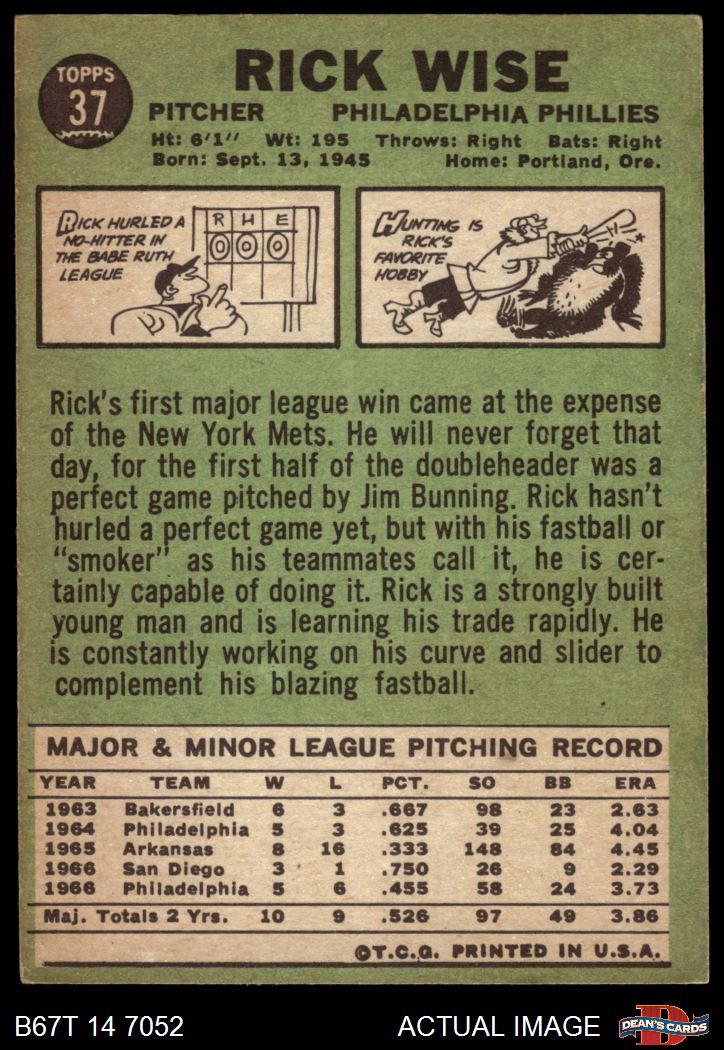 TOPPS
37
RICK WISE
PITCHER PHILADELPHIA PHILLIES
Ht: 6'1" Wt: 195 Throws: Right Bats: Right
Born: Sept. 13, 1945 Home: Portland, Ore.
RICK HURLED A
NO-HITTER IN
THE BABE RUTH
LEAGUE
R H E
0 0 0
HUNTING IS
RICK'S
FAVORITE
HOBBY
Rick's first major league win came at the expense
of the New York Mets. He will never forget that
day, for the first half of the doubleheader was a
perfect game pitched by Jim Bunning. Rick hasn't
hurled a perfect game yet, but with his fastball or
"smoker" as his teammates call it, he is cer-
tainly capable of doing it. Rick is a strongly built
young man and is learning his trade rapidly. He
is constantly working on his curve and slider to
complement his blazing fastball.
MAJOR & MINOR LEAGUE PITCHING RECORD
YEAR TEAM W L PCT. SO BB ERA
1963 Bakersfield 6 3 .667 98 23 2.63
1964 Philadelphia 5 3 .625 39 25 4.04
1965 Arkansas 8 16 .333 148 84 4.45
1966 San Diego 3 1 .750 26 9 2.29
1966 Philadelphia 5 6 .455 58 24 3.73
Maj. Totals 2 Yrs. 10 9 .526 97 49 3.86
©T.C.G. PRINTED IN U.S.A.
B67T 14 7052 ACTUAL IMAGE
D
DEAN'S CARDS